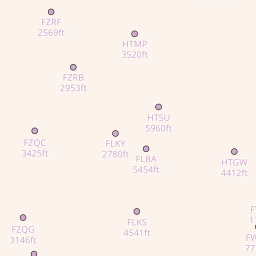 FZRF
2569ft
HTMP
3520ft
FZRB
2953ft
HTSU
5960ft
FZQC
3425ft
FLKY
2780ft
FLBA
5454ft
HTGW
4412ft
FLKS
4541ft
FZQG
3146ft